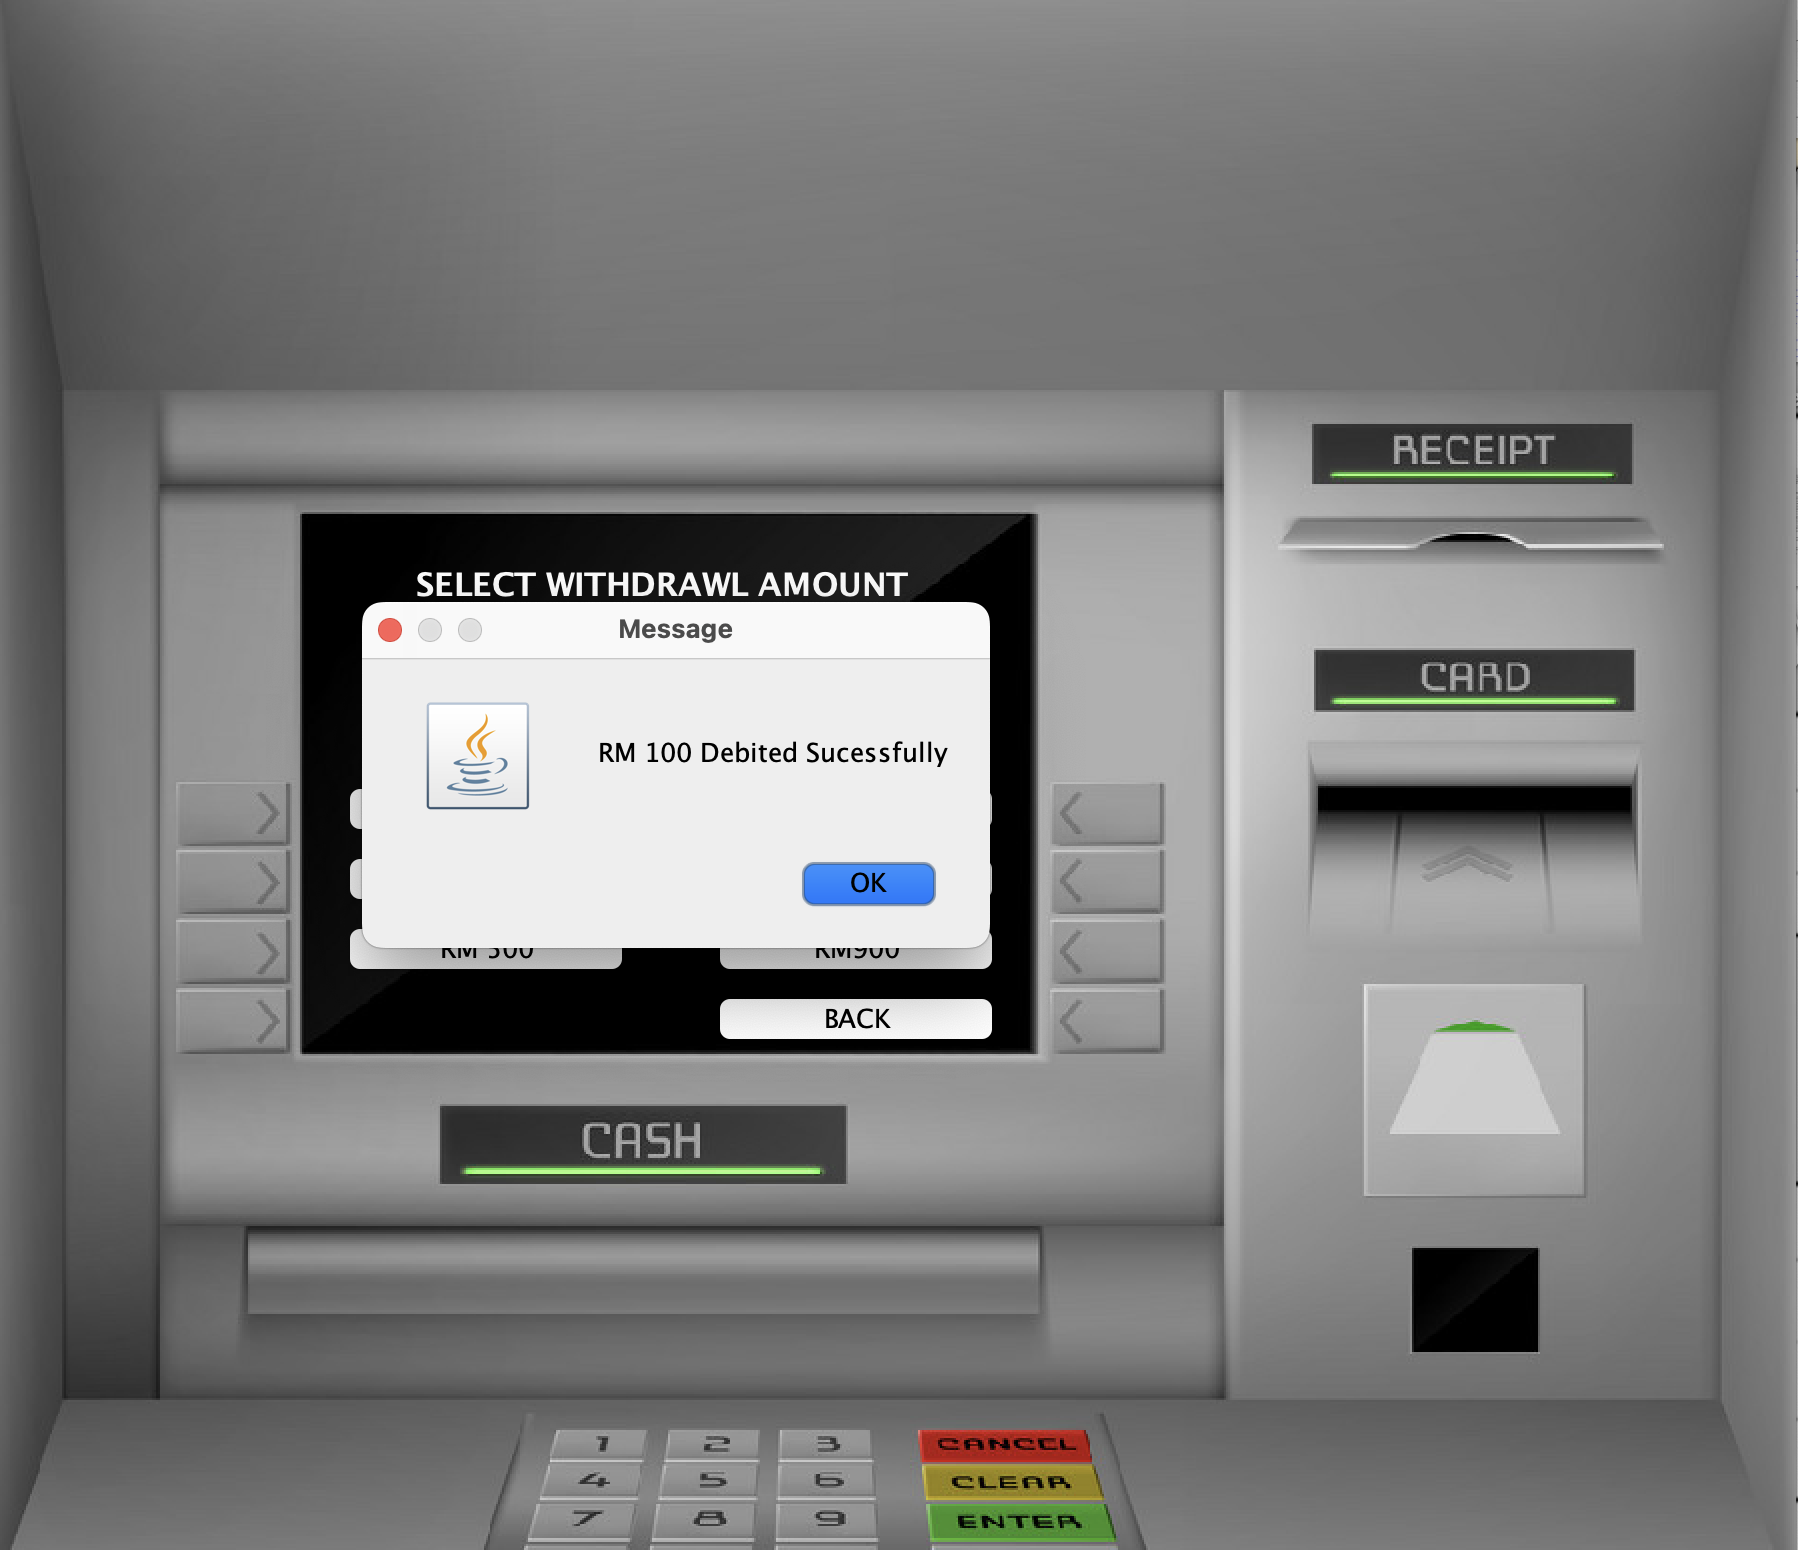 RECEIPT
SELECT WITHDRAWL AMOUNT
Message
CARD
RM 100 Debited Sucessfully
OK
RM900
BACK
CASH
1 2 3 CANCEL
4 5 6 CLEAR
7 8 9 ENTER